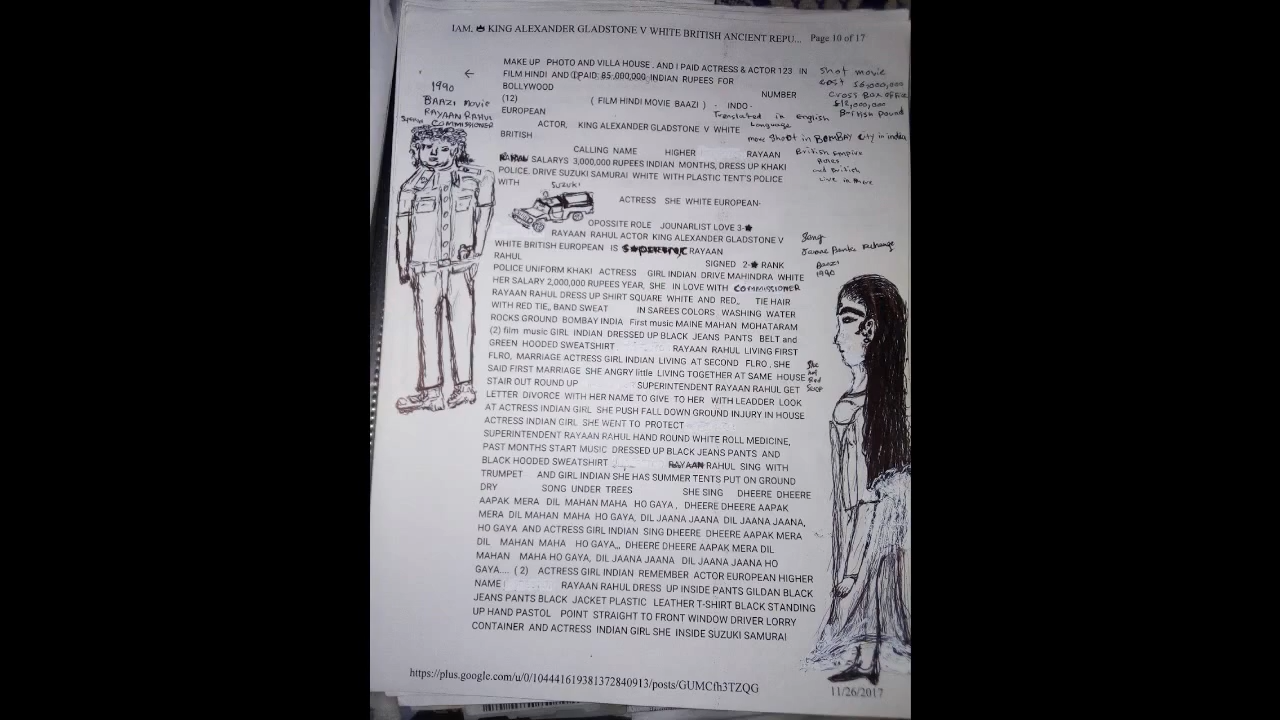 IAM. KING ALEXANDER GLADSTONE V WHITE BRITISH ANCIENT REPU... Page 10 of 17
MAKE UP PHOTO AND VILLA HOUSE . AND I PAID ACTRESS & ACTOR 123 IN
FILM HINDI AND I PAID 85,000,000 INDIAN RUPEES FOR
BOLLYWOOD NUMBER
(12) ( FILM HINDI MOVIE BAAZI ) - INDO -
EUROPEAN Translated in english
Language
ACTOR, KING ALEXANDER GLADSTONE V WHITE
BRITISH
CALLING NAME HIGHER RAYAAN
SALARYS 3,000,000 RUPEES INDIAN MONTHS, DRESS UP KHAKI
POLICE. DRIVE SUZUKI SAMURAI WHITE WITH PLASTIC TENT'S POLICE
WITH SUZUKI
ACTRESS SHE WHITE EUROPEAN-
OPOSSITE ROLE JOUNARLIST LOVE 3-★
RAYAAN RAHUL ACTOR KING ALEXANDER GLADSTONE V
WHITE BRITISH EUROPEAN IS RAYAAN
RAHUL SIGNED 2-★ RANK
POLICE UNIFORM KHAKI ACTRESS GIRL INDIAN DRIVE MAHINDRA WHITE
HER SALARY 2,000,000 RUPEES YEAR, SHE IN LOVE WITH COMMISSIONER
RAYAAN RAHUL DRESS UP SHIRT SQUARE WHITE AND RED,, TIE HAIR
WITH RED TIE,, BAND SWEAT IN SAREES COLORS WASHING WATER
ROCKS GROUND BOMBAY INDIA First music MAINE MAHAN MOHATARAM
(2) film music GIRL INDIAN DRESSED UP BLACK JEANS PANTS BELT and
GREEN HOODED SWEATSHIRT RAYAAN RAHUL LIVING FIRST
FLRO, MARRIAGE ACTRESS GIRL INDIAN LIVING AT SECOND FLRO , SHE
SAID FIRST MARRIAGE SHE ANGRY little LIVING TOGETHER AT SAME HOUSE
STAIR OUT ROUND UP SUPERINTENDENT RAYAAN RAHUL GET
LETTER DIVORCE WITH HER NAME TO GIVE TO HER WITH LEADDER LOOK
AT ACTRESS INDIAN GIRL SHE PUSH FALL DOWN GROUND INJURY IN HOUSE
ACTRESS INDIAN GIRL SHE WENT TO PROTECT
SUPERINTENDENT RAYAAN RAHUL HAND ROUND WHITE ROLL MEDICINE,
PAST MONTHS START MUSIC DRESSED UP BLACK JEANS PANTS AND
BLACK HOODED SWEATSHIRT RAYAAN RAHUL SING WITH
TRUMPET AND GIRL INDIAN SHE HAS SUMMER TENTS PUT ON GROUND
DRY SONG UNDER TREES SHE SING DHEERE DHEERE
AAPAK MERA DIL MAHAN MAHA HO GAYA , DHEERE DHEERE AAPAK
MERA DIL MAHAN MAHA HO GAYA, DIL JAANA JAANA DIL JAANA JAANA,
HO GAYA AND ACTRESS GIRL INDIAN SING DHEERE DHEERE AAPAK MERA
DIL MAHAN MAHA HO GAYA,, DHEERE DHEERE AAPAK MERA DIL
MAHAN MAHA HO GAYA, DIL JAANA JAANA DIL JAANA JAANA HO
GAYA.... ( 2) ACTRESS GIRL INDIAN REMEMBER ACTOR EUROPEAN HIGHER
NAME RAYAAN RAHUL DRESS UP INSIDE PANTS GILDAN BLACK
JEANS PANTS BLACK JACKET PLASTIC LEATHER T-SHIRT BLACK STANDING
UP HAND PASTOL POINT STRAIGHT TO FRONT WINDOW DRIVER LORRY
CONTAINER AND ACTRESS INDIAN GIRL SHE INSIDE SUZUKI SAMURAI
1990
BAAZI movie
RAYAAN RAHUL
COMMISSIONER
shot movie
cost
Cross Box office
£12,000,000
British pound
move shoot in BOMBAY City in india
British Empire
and British
Live in there
Song
exchange
Baazi
1990
She
Red
https://plus.google.com/u/0/104441619381372840913/posts/GUMCfh3TZQG
11/26/2017